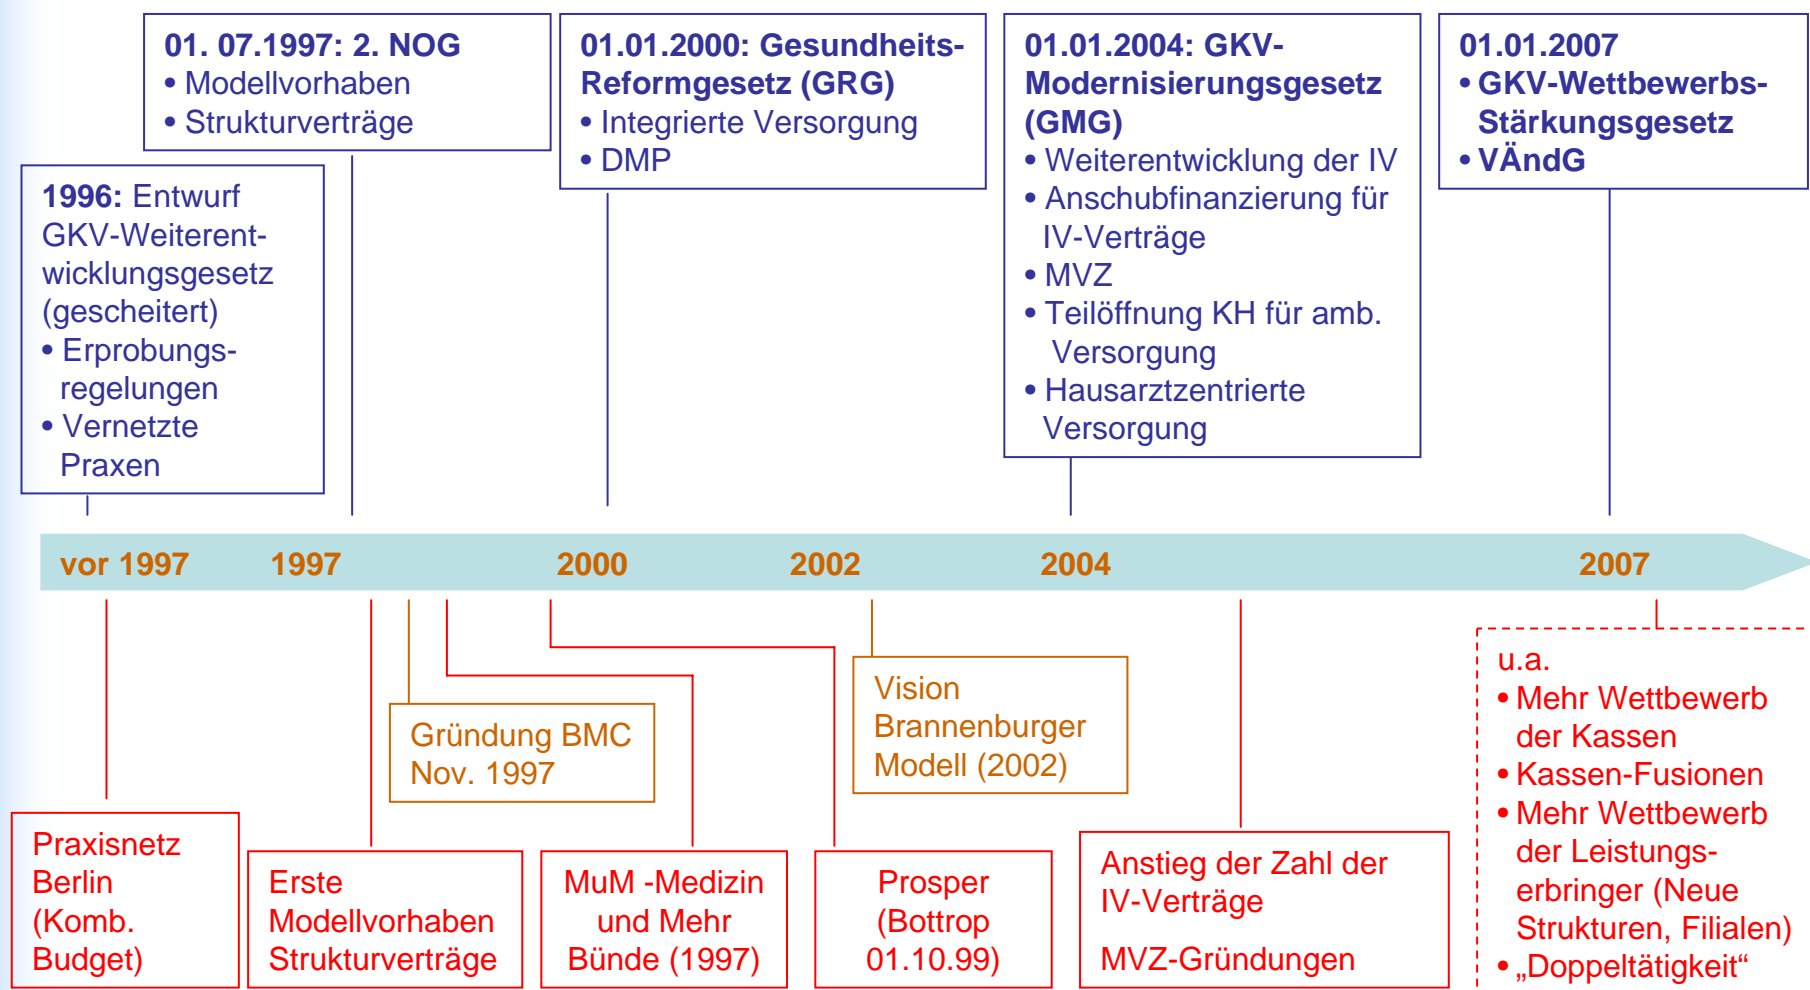 01. 07.1997: 2. NOG
• Modellvorhaben
• Strukturverträge
01.01.2000: Gesundheits-
Reformgesetz (GRG)
• Integrierte Versorgung
• DMP
01.01.2004: GKV-
Modernisierungsgesetz
(GMG)
• Weiterentwicklung der IV
• Anschubfinanzierung für
IV-Verträge
• MVZ
• Teilöffnung KH für amb.
Versorgung
• Hausarztzentrierte
Versorgung
01.01.2007
• GKV-Wettbewerbs-
Stärkungsgesetz
• VÄndG
1996: Entwurf
GKV-Weiterent-
wicklungsgesetz
(gescheitert)
• Erprobungs-
regelungen
• Vernetzte
Praxen
vor 1997 1997 2000 2002 2004 2007
Gründung BMC
Nov. 1997
Vision
Brannenburger
Modell (2002)
Praxisnetz
Berlin
(Komb.
Budget)
Erste
Modellvorhaben
Strukturverträge
MuM -Medizin
und Mehr
Bünde (1997)
Prosper
(Bottrop
01.10.99)
Anstieg der Zahl der
IV-Verträge
MVZ-Gründungen
u.a.
• Mehr Wettbewerb
der Kassen
• Kassen-Fusionen
• Mehr Wettbewerb
der Leistungs-
erbringer (Neue
Strukturen, Filialen)
• „Doppeltätigkeit“